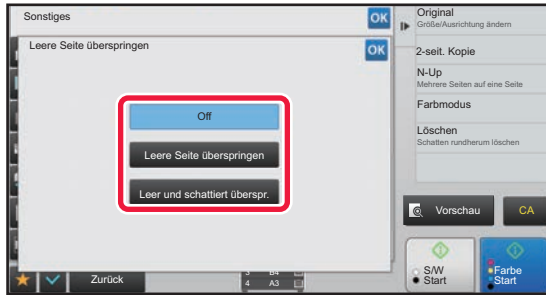 Sonstiges
OK
Leere Seite überspringen
OK
Off
Leere Seite überspringen
Leer und schattiert überspr.
Original
Größe/Ausrichtung ändern
2-seit. Kopie
N-Up
Mehrere Seiten auf eine Seite
Farbmodus
Löschen
Schatten rundherum löschen
Vorschau
CA
S/W
Start
Farbe
Start
Zurück
4 A3